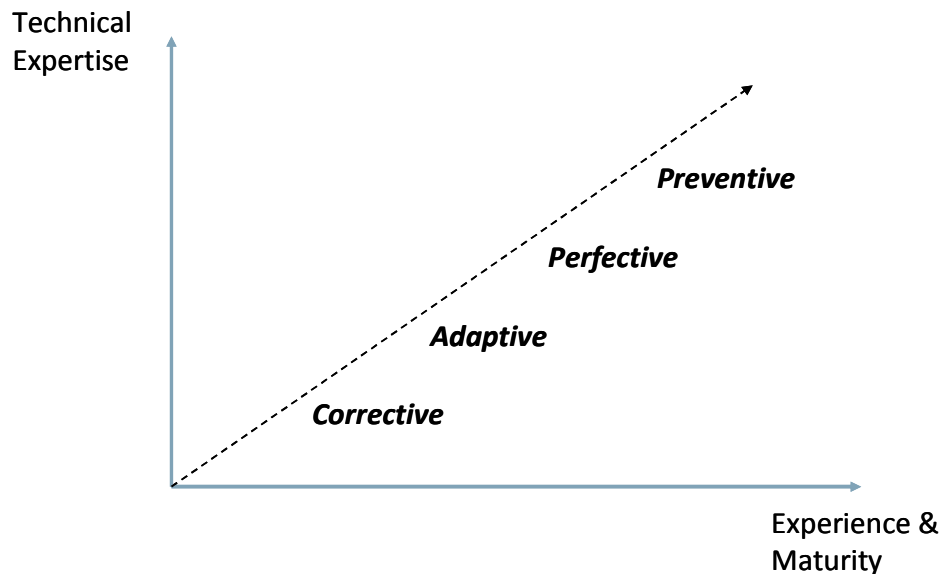 Technical
Expertise
Preventive
Perfective
Adaptive
Corrective
Experience &
Maturity